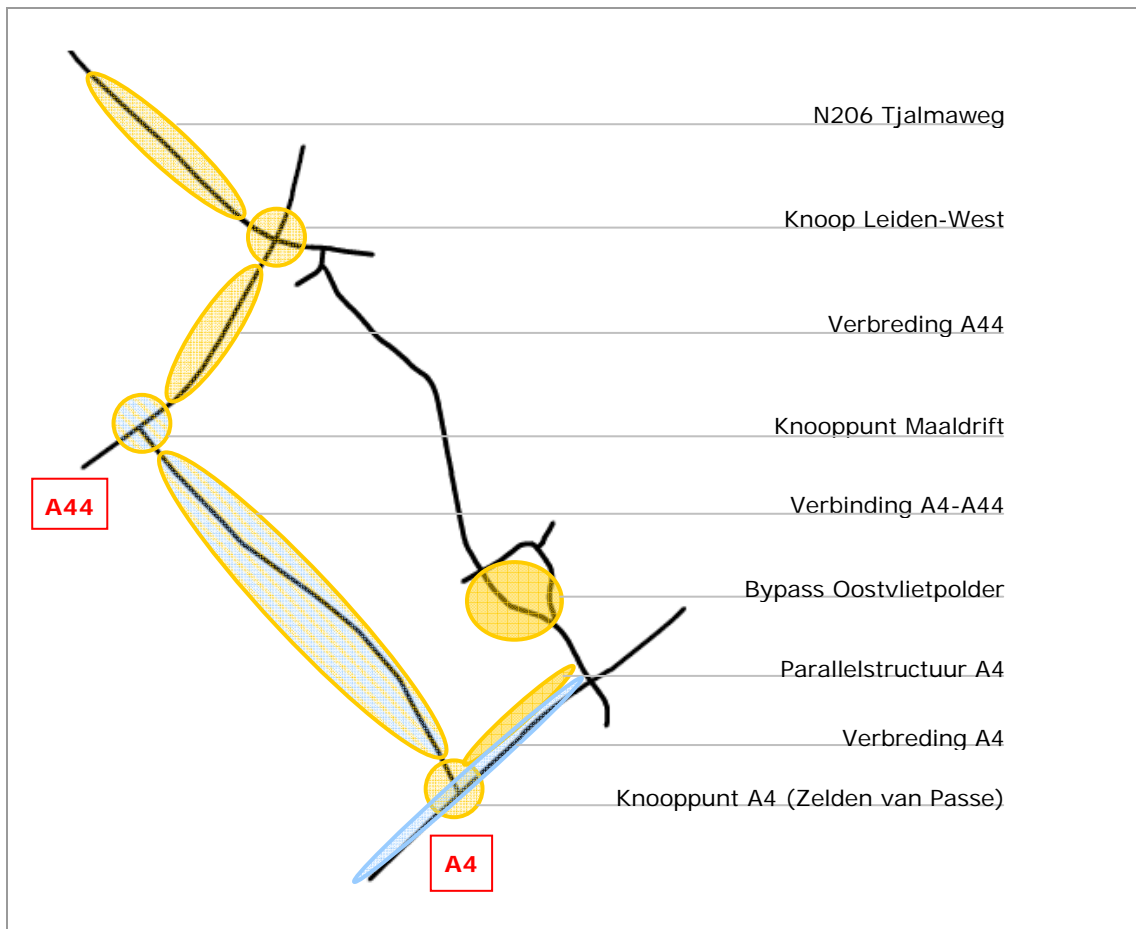 N206 Tjalmaweg
Knoop Leiden-West
Verbreding A44
Knooppunt Maaldrift
A44
Verbinding A4-A44
Bypass Oostvlietpolder
Parallelstructuur A4
Verbreding A4
Knooppunt A4 (Zelden van Passe)
A4